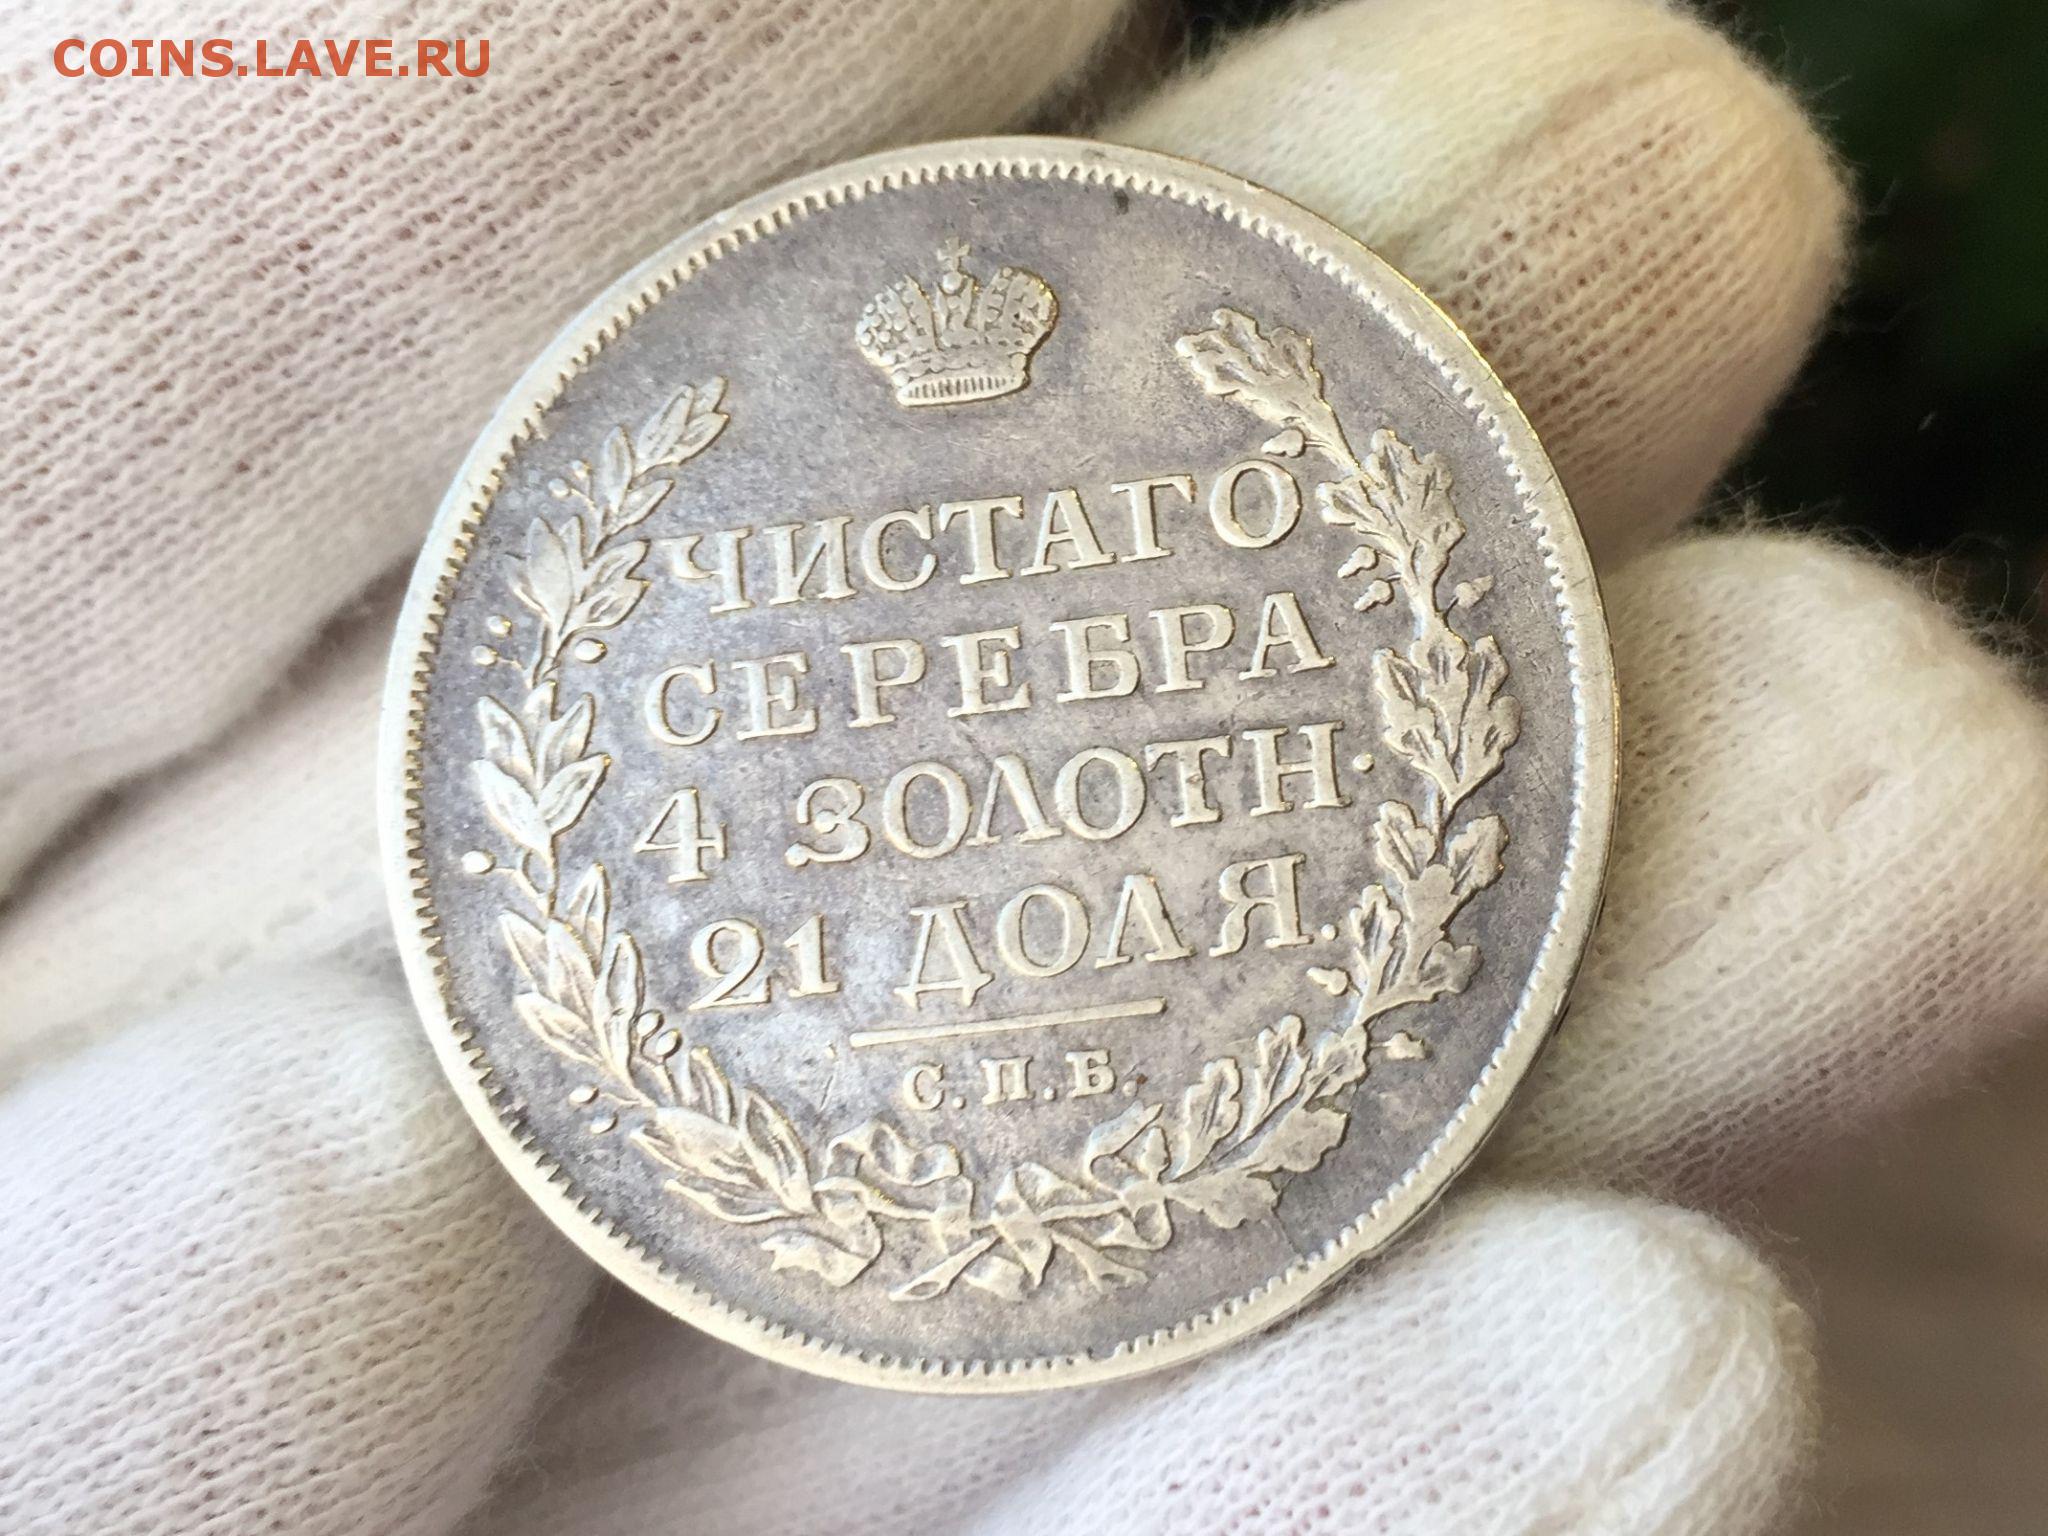 COINS.LAVE.RU
ЧИСТАГО
СЕРЕБРА
4 ЗОЛОТН.
21 ДОЛЯ.
С.П.Б.